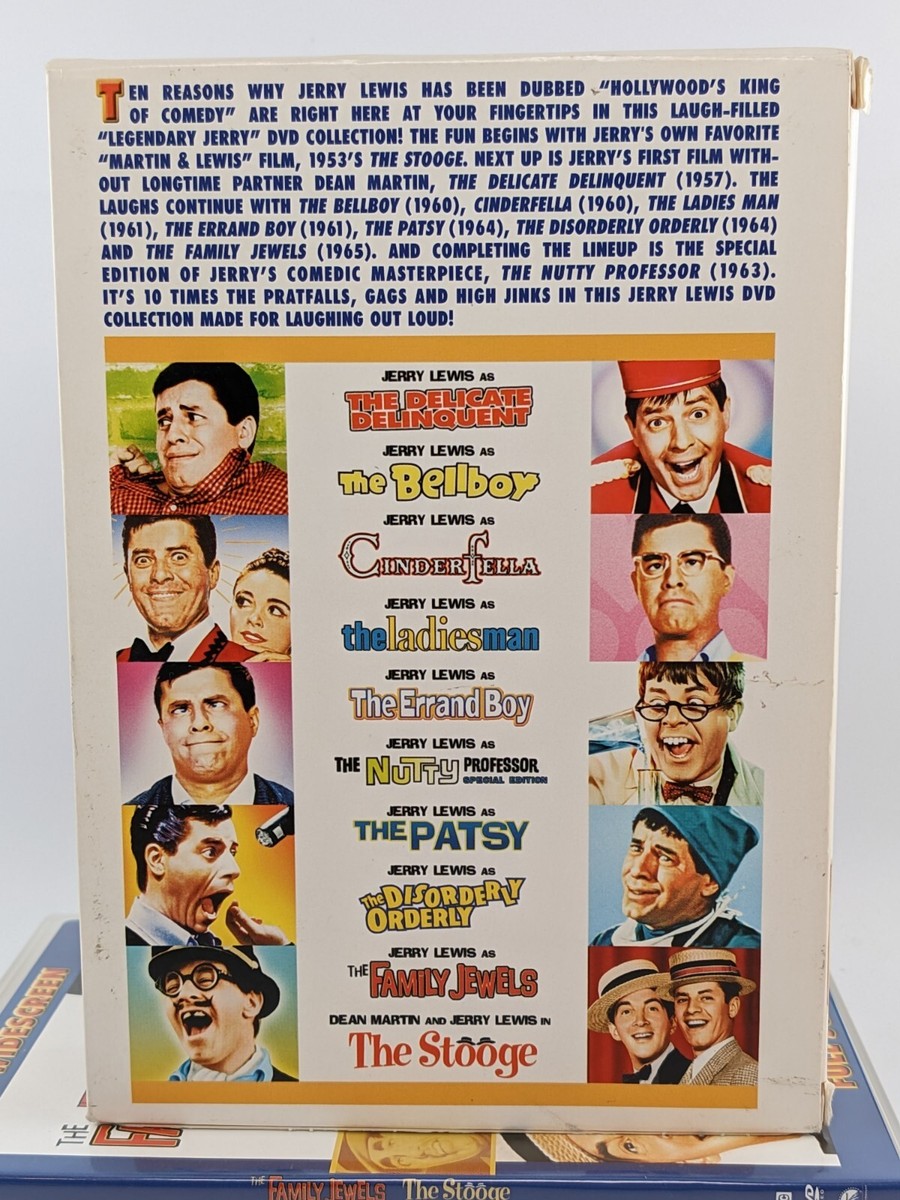 TEN REASONS WHY JERRY LEWIS HAS BEEN DUBBED "HOLLYWOOD'S KING
OF COMEDY" ARE RIGHT HERE AT YOUR FINGERTIPS IN THIS LAUGH-FILLED
"LEGENDARY JERRY" DVD COLLECTION! THE FUN BEGINS WITH JERRY'S OWN FAVORITE
"MARTIN & LEWIS" FILM, 1953'S THE STOOGE. NEXT UP IS JERRY'S FIRST FILM WITH-
OUT LONGTIME PARTNER DEAN MARTIN, THE DELICATE DELINQUENT (1957). THE
LAUGHS CONTINUE WITH THE BELLBOY (1960), CINDERFELLA (1960), THE LADIES MAN
(1961), THE ERRAND BOY (1961), THE PATSY (1964), THE DISORDERLY ORDERLY (1964)
AND THE FAMILY JEWELS (1965). AND COMPLETING THE LINEUP IS THE SPECIAL
EDITION OF JERRY'S COMEDIC MASTERPIECE, THE NUTTY PROFESSOR (1963).
IT'S 10 TIMES THE PRATFALLS, GAGS AND HIGH JINKS IN THIS JERRY LEWIS DVD
COLLECTION MADE FOR LAUGHING OUT LOUD!
JERRY LEWIS AS
THE DELICATE
DELINQUENT
JERRY LEWIS AS
The Bellboy
JERRY LEWIS AS
CINDERFELLA
JERRY LEWIS AS
theladiesman
JERRY LEWIS AS
The Errand Boy
JERRY LEWIS AS
THE NUTTY PROFESSOR
SPECIAL EDITION
JERRY LEWIS AS
THE PATSY
JERRY LEWIS AS
The DISORDERLY
ORDERLY
JERRY LEWIS AS
THE FAMILY JEWELS
DEAN MARTIN AND JERRY LEWIS IN
The Stooge
WIDESCREEN
THE
THE FAMILY JEWELS The Stooge